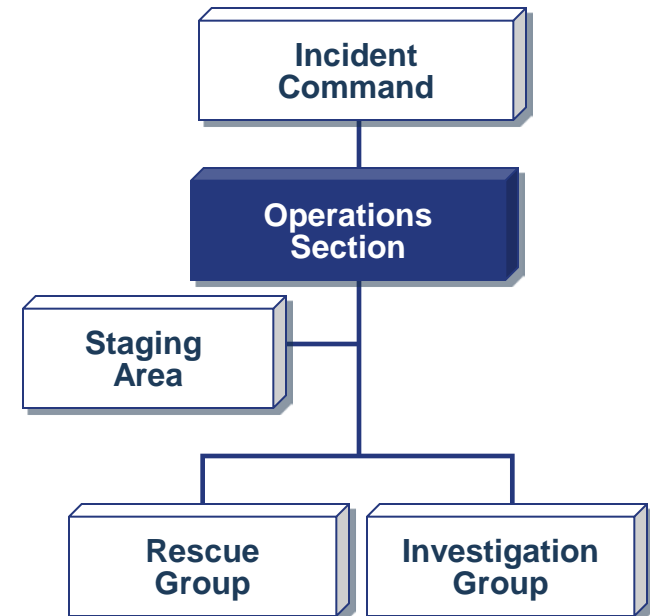 Incident
Command
Operations
Section
Staging
Area
Rescue
Group
Investigation
Group